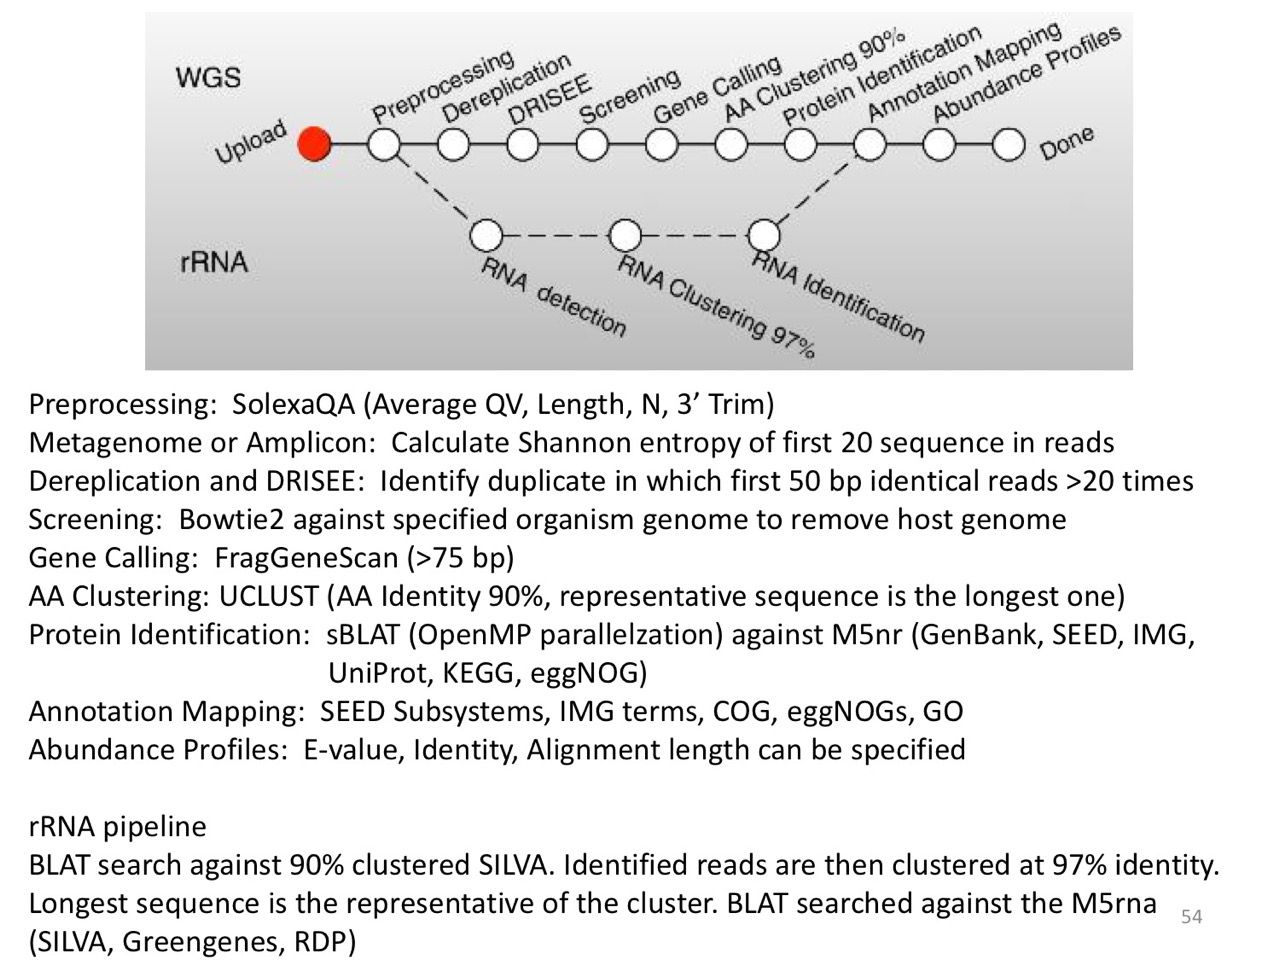 WGS
Upload
Preprocessing
Dereplication
DRISEE
Screening
Gene Calling
AA Clustering 90%
Protein Identification
Annotation Mapping
Abundance Profiles
Done
rRNA
RNA detection
RNA Clustering 97%
RNA Identification
Preprocessing: SolexaQA (Average QV, Length, N, 3’ Trim)
Metagenome or Amplicon: Calculate Shannon entropy of first 20 sequence in reads
Dereplication and DRISEE: Identify duplicate in which first 50 bp identical reads >20 times
Screening: Bowtie2 against specified organism genome to remove host genome
Gene Calling: FragGeneScan (>75 bp)
AA Clustering: UCLUST (AA Identity 90%, representative sequence is the longest one)
Protein Identification: sBLAT (OpenMP parallelzation) against M5nr (GenBank, SEED, IMG,
UniProt, KEGG, eggNOG)
Annotation Mapping: SEED Subsystems, IMG terms, COG, eggNOGs, GO
Abundance Profiles: E-value, Identity, Alignment length can be specified
rRNA pipeline
BLAT search against 90% clustered SILVA. Identified reads are then clustered at 97% identity.
Longest sequence is the representative of the cluster. BLAT searched against the M5rna
(SILVA, Greengenes, RDP)
54